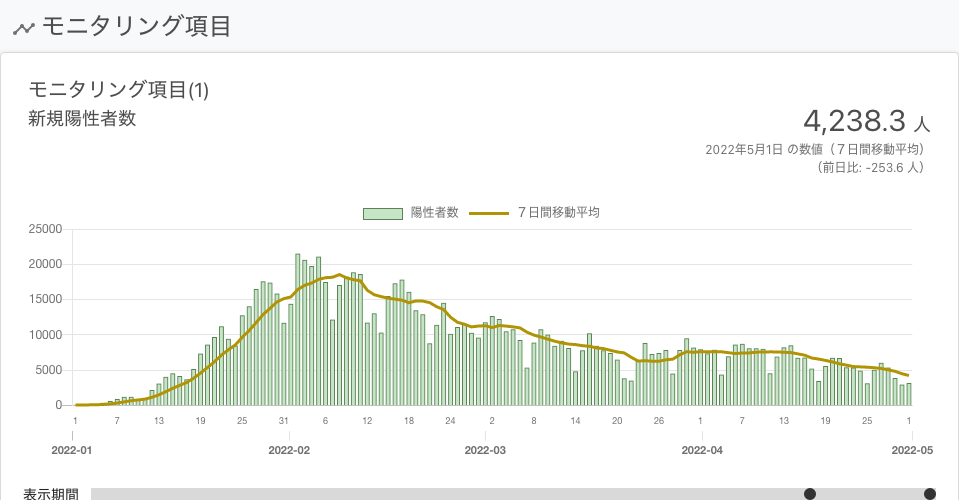 モニタリング項目
モニタリング項目(1)
新規陽性者数
4,238.3 人
2022年5月1日 の数値（７日間移動平均）
（前日比: -253.6 人）
陽性者数 ７日間移動平均
25000
20000
15000
10000
5000
0
1 7 13 19 25 31 6 12 18 24 2 8 14 20 26 1 7 13 19 25 1
2022-01 2022-02 2022-03 2022-04 2022-05
表示期間